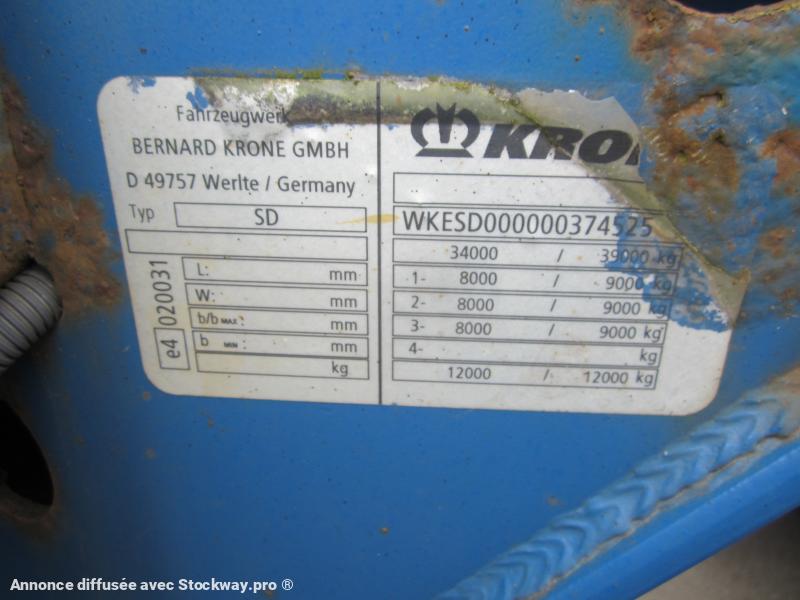 Fahrzeugwerk
BERNARD KRONE GMBH
D 49757 Werlte / Germany
Typ SD
e4 020031
L: mm
W: mm
b/b MAX : mm
b MIN : mm
kg
KRO
WKESD000000374525
34000 / 39000 kg
1- 8000 / 9000 kg
2- 8000 / 9000 kg
3- 8000 / 9000 kg
4- kg
12000 / 12000 kg
Annonce diffusée avec Stockway.pro ®